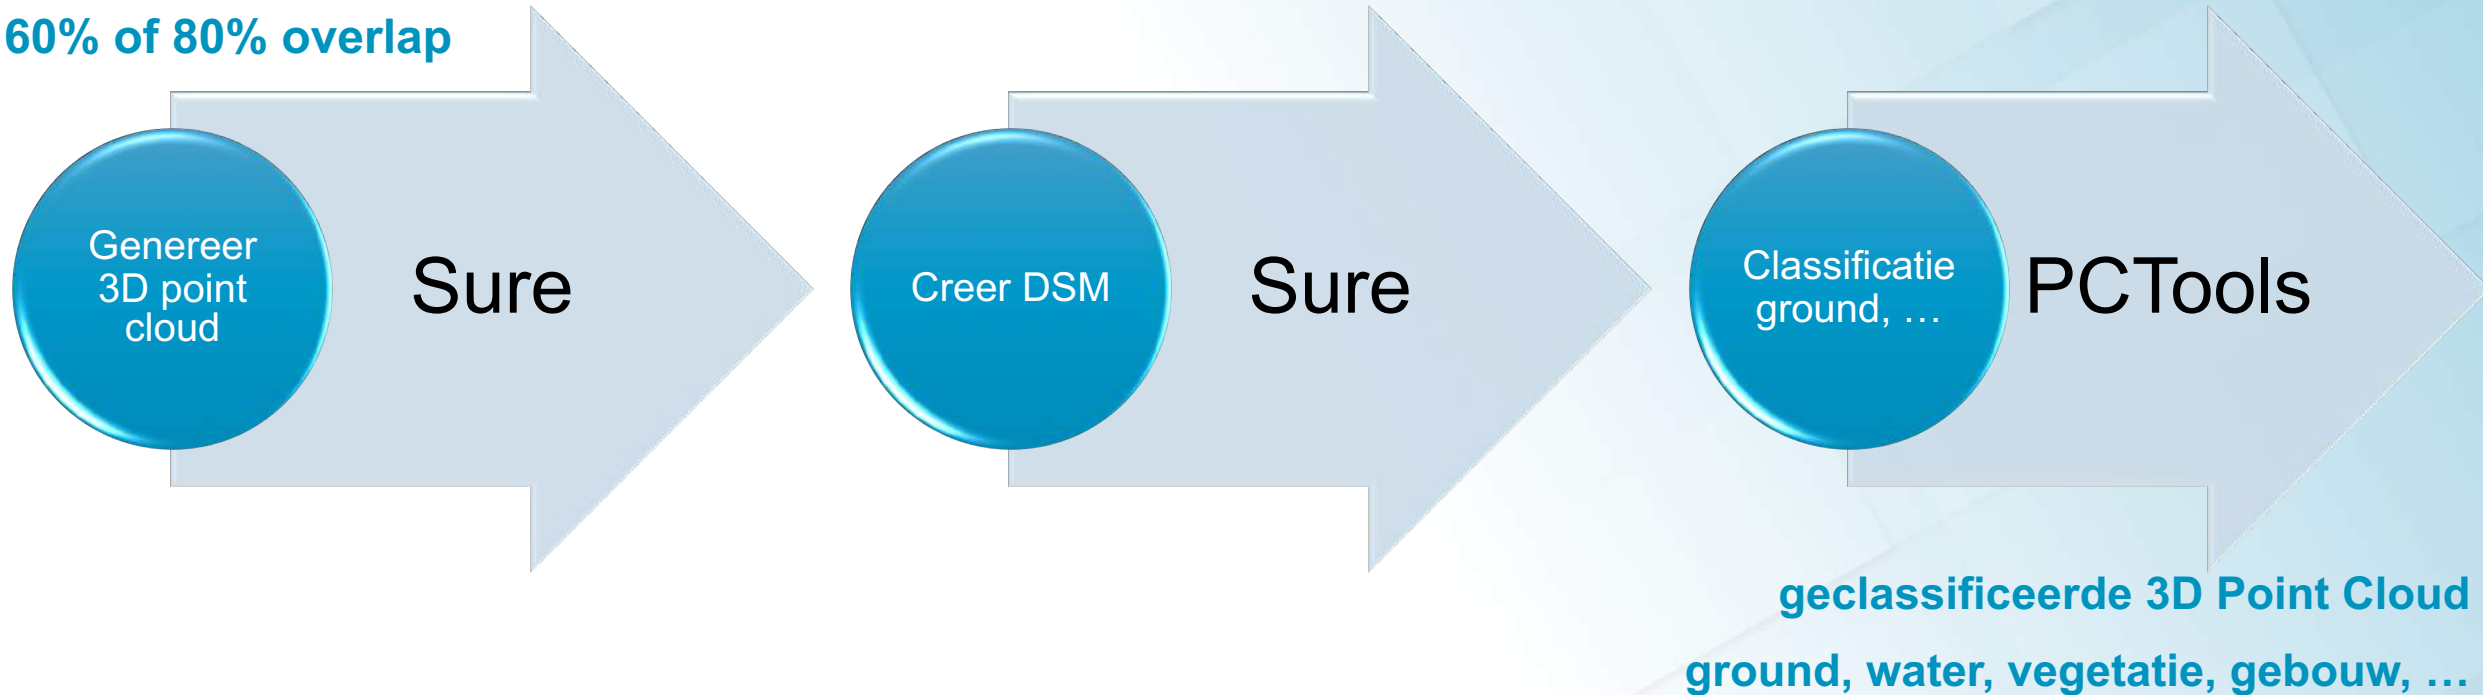 60% of 80% overlap
Genereer
3D point
cloud
Sure
Creer DSM
Sure
Classificatie
ground, …
PCTools
geclassificeerde 3D Point Cloud
ground, water, vegetatie, gebouw, …